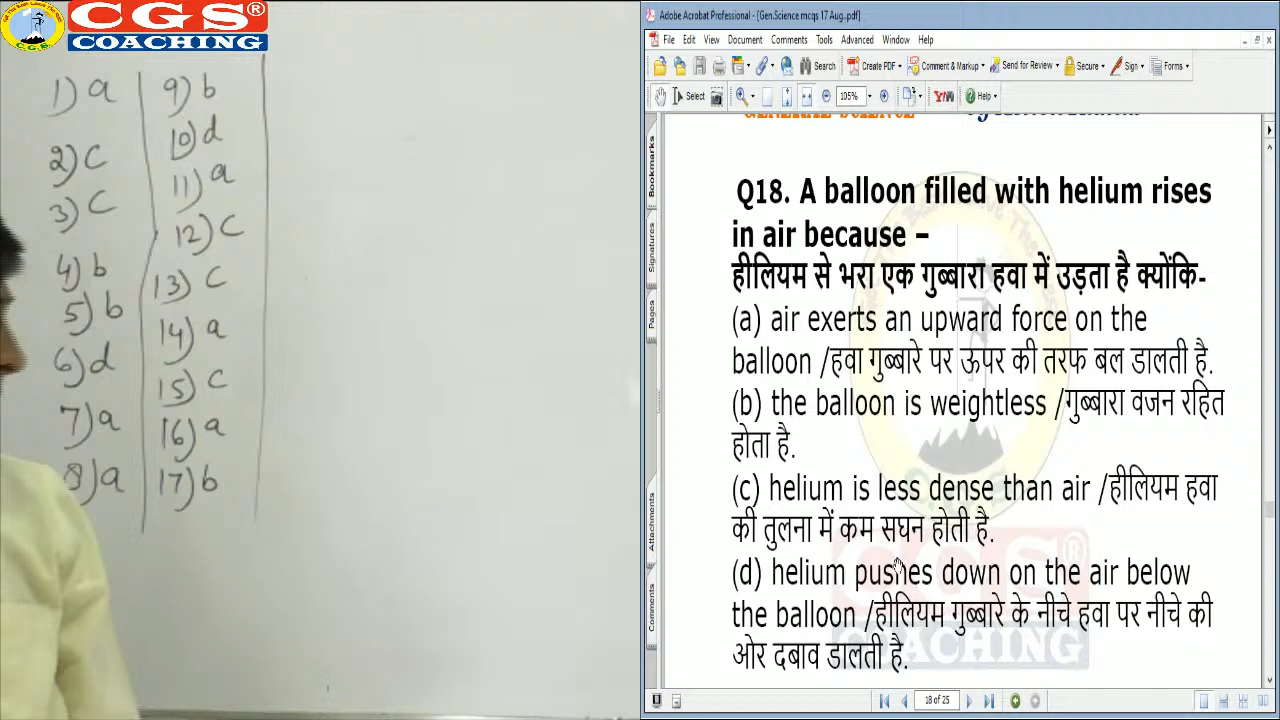 CGS®
COACHING
C.G.S.
1) a
2) c
3) c
4) b
5) b
6) d
7) a
8) a
9) b
10) d
11) a
12) c
13) c
14) a
15) c
16) a
17) b
Adobe Acrobat Professional - [Gen.Science mcqs 17 Aug.pdf]
File Edit View Document Comments Tools Advanced Window Help
Search Create PDF Comment & Markup Send for Review Secure Sign Forms
Select 105% Help
Bookmarks
Signatures
Pages
Attachments
Comments
Q18. A balloon filled with helium rises
in air because –
हीलियम से भरा एक गुब्बारा हवा में उड़ता है क्योंकि-
(a) air exerts an upward force on the
balloon /हवा गुब्बारे पर ऊपर की तरफ बल डालती है.
(b) the balloon is weightless /गुब्बारा वजन रहित
होता है.
(c) helium is less dense than air /हीलियम हवा
की तुलना में कम सघन होती है.
(d) helium pushes down on the air below
the balloon /हीलियम गुब्बारे के नीचे हवा पर नीचे की
ओर दबाव डालती है.
COACHING
18 of 25